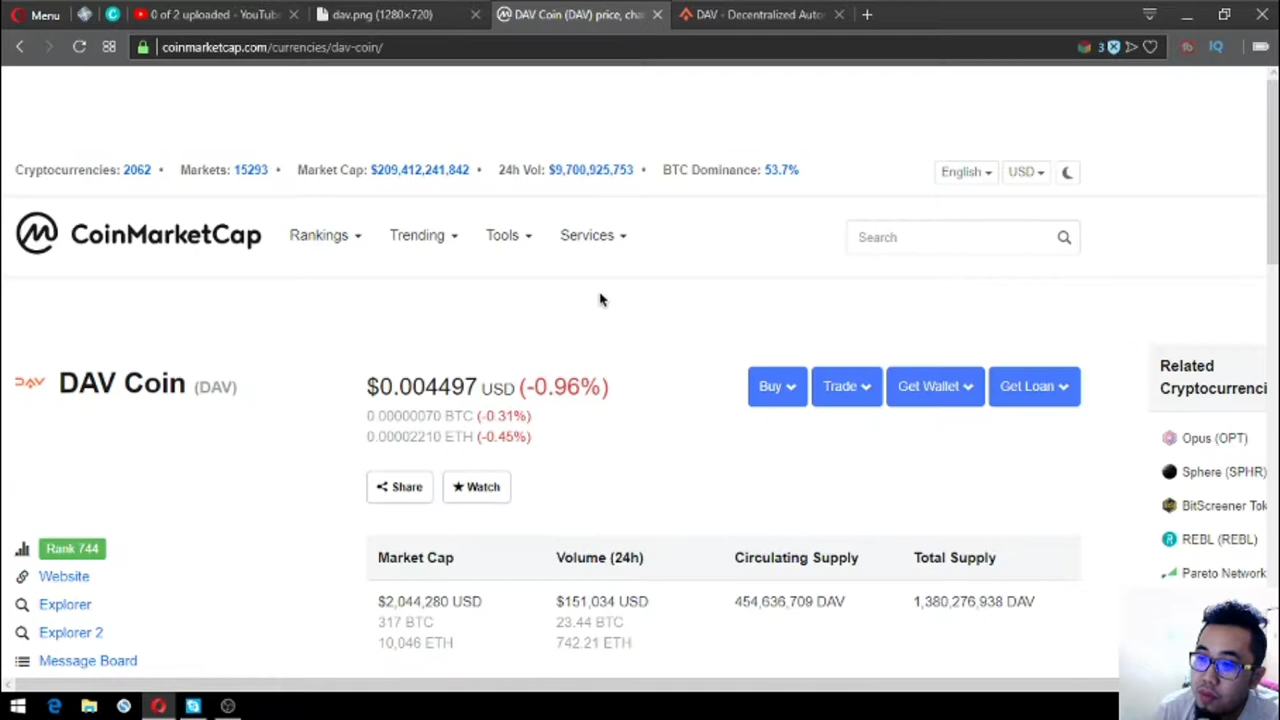 Menu
0 of 2 uploaded - YouTub
dav.png (1280×720)
DAV Coin (DAV) price, cha
DAV - Decentralized Auto
coinmarketcap.com/currencies/dav-coin/
3
IQ
Cryptocurrencies: 2062 • Markets: 15293 • Market Cap: $209,412,241,842 • 24h Vol: $9,700,925,753 • BTC Dominance: 53.7%
English
USD
CoinMarketCap
Rankings
Trending
Tools
Services
Search
DAV DAV Coin (DAV)
$0.004497 USD (-0.96%)
0.00000070 BTC (-0.31%)
0.00002210 ETH (-0.45%)
Buy
Trade
Get Wallet
Get Loan
Share
Watch
Related
Cryptocurrenci
Opus (OPT)
Sphere (SPHR)
BitScreener Tok
REBL (REBL)
Pareto Network
Rank 744
Website
Explorer
Explorer 2
Message Board
Market Cap Volume (24h) Circulating Supply Total Supply
$2,044,280 USD $151,034 USD 454,636,709 DAV 1,380,276,938 DAV
317 BTC 23.44 BTC
10,046 ETH 742.21 ETH